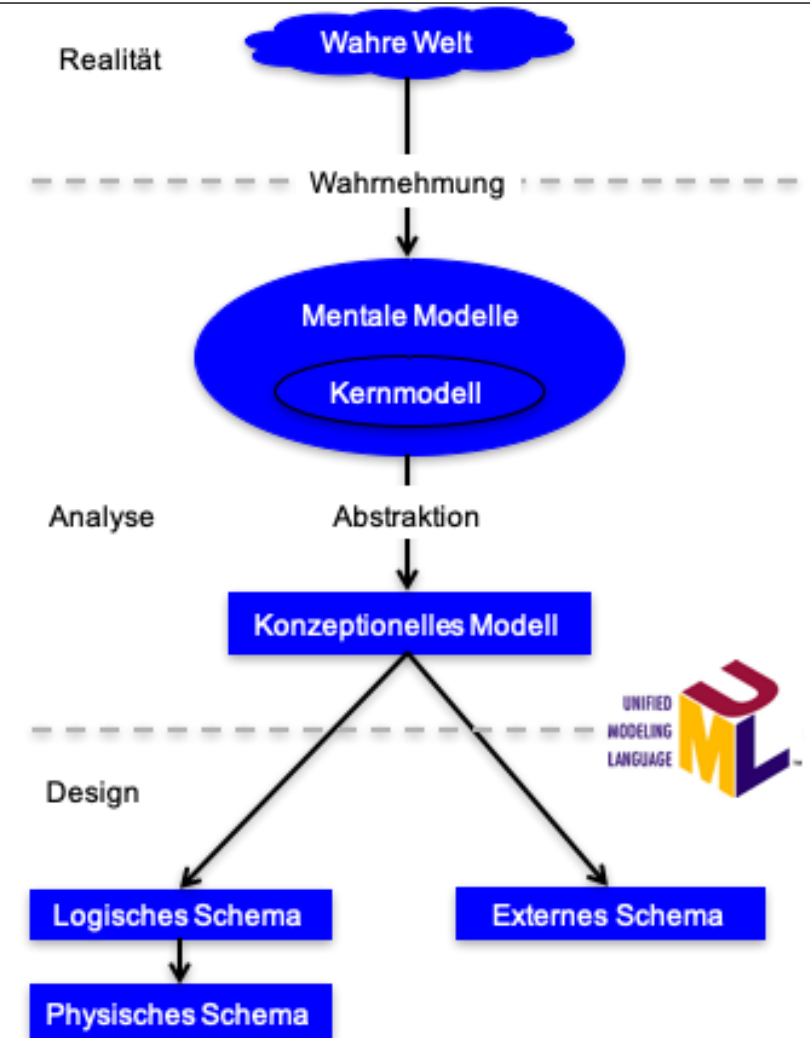 Wahre Welt
Realität
Wahrnehmung
Mentale Modelle
Kernmodell
Analyse
Abstraktion
Konzeptionelles Modell
UNIFIED
MODELING
LANGUAGE
UML
Design
Logisches Schema
Externes Schema
Physisches Schema